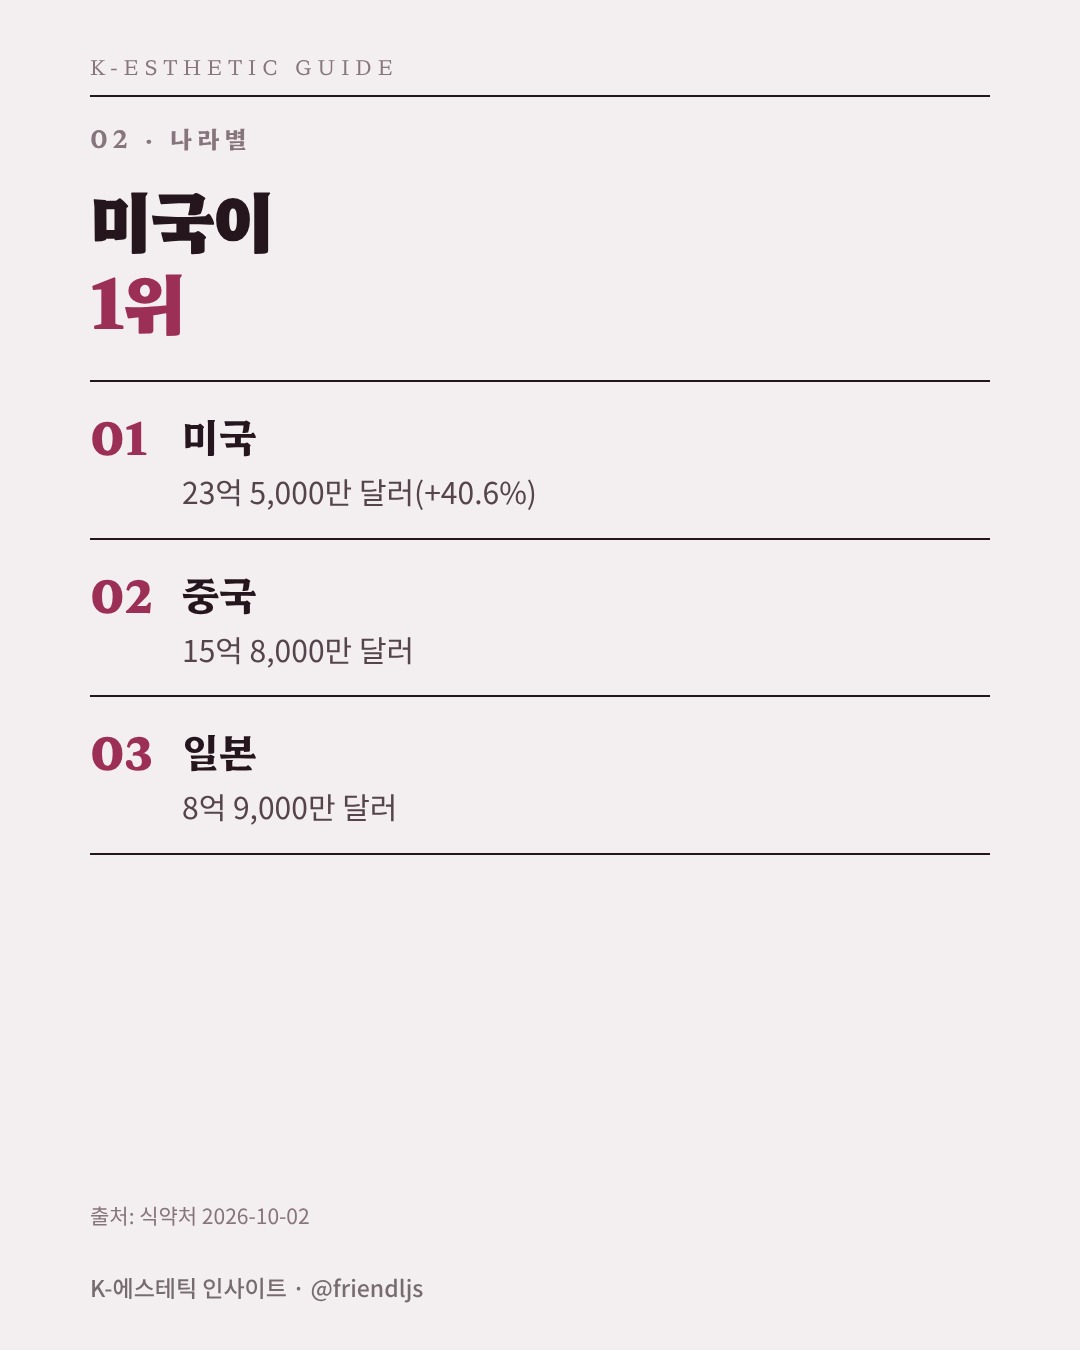 K-ESTHETIC GUIDE
02 · 나라별
미국이
1위
01 미국
23억 5,000만 달러(+40.6%)
02 중국
15억 8,000만 달러
03 일본
8억 9,000만 달러
출처: 식약처 2026-10-02
K-에스테틱 인사이트 · @friendljs